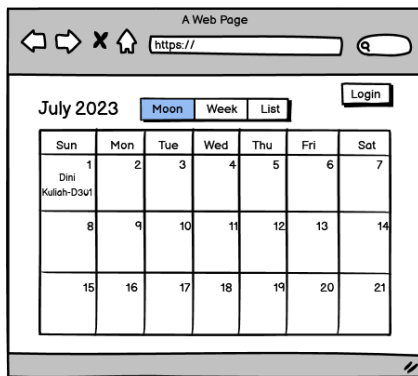 A Web Page
https://
Login
July 2023
Moon Week List
Sun Mon Tue Wed Thu Fri Sat
1 2 3 4 5 6 7
Dini
Kuliah-D3U1
8 9 10 11 12 13 14
15 16 17 18 19 20 21